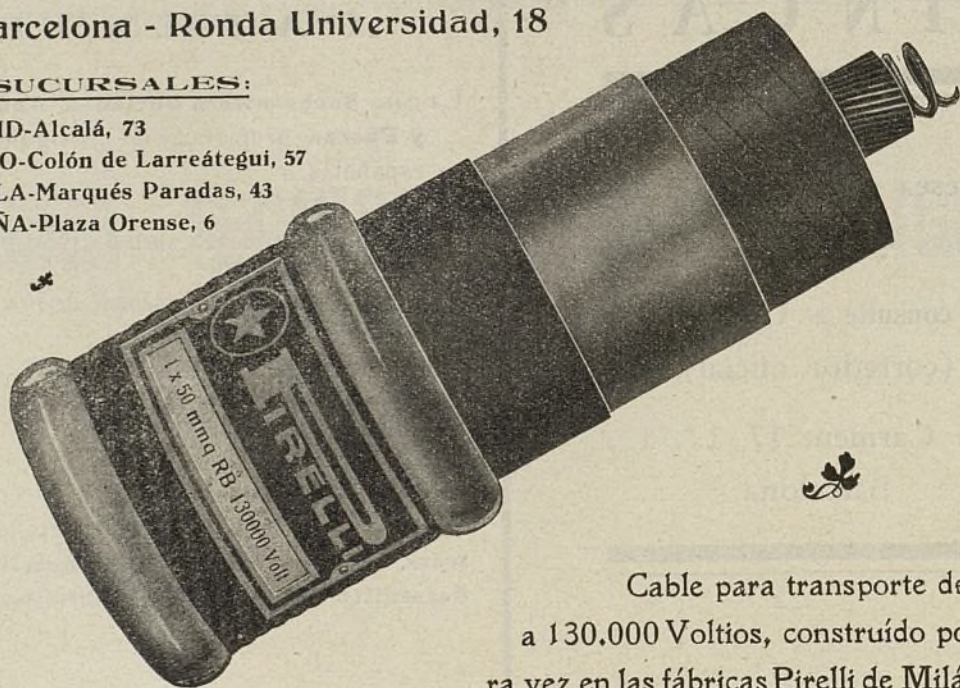 arcelona - Ronda Universidad, 18
SUCURSALES:
ID-Alcalá, 73
O-Colón de Larreátegui, 57
LA-Marqués Paradas, 43
ÑA-Plaza Orense, 6
PIRELLI
1 x 50 mmq RB 130000 Volt
Cable para transporte de
a 130.000 Voltios, construído po
ra vez en las fábricas Pirelli de Milá